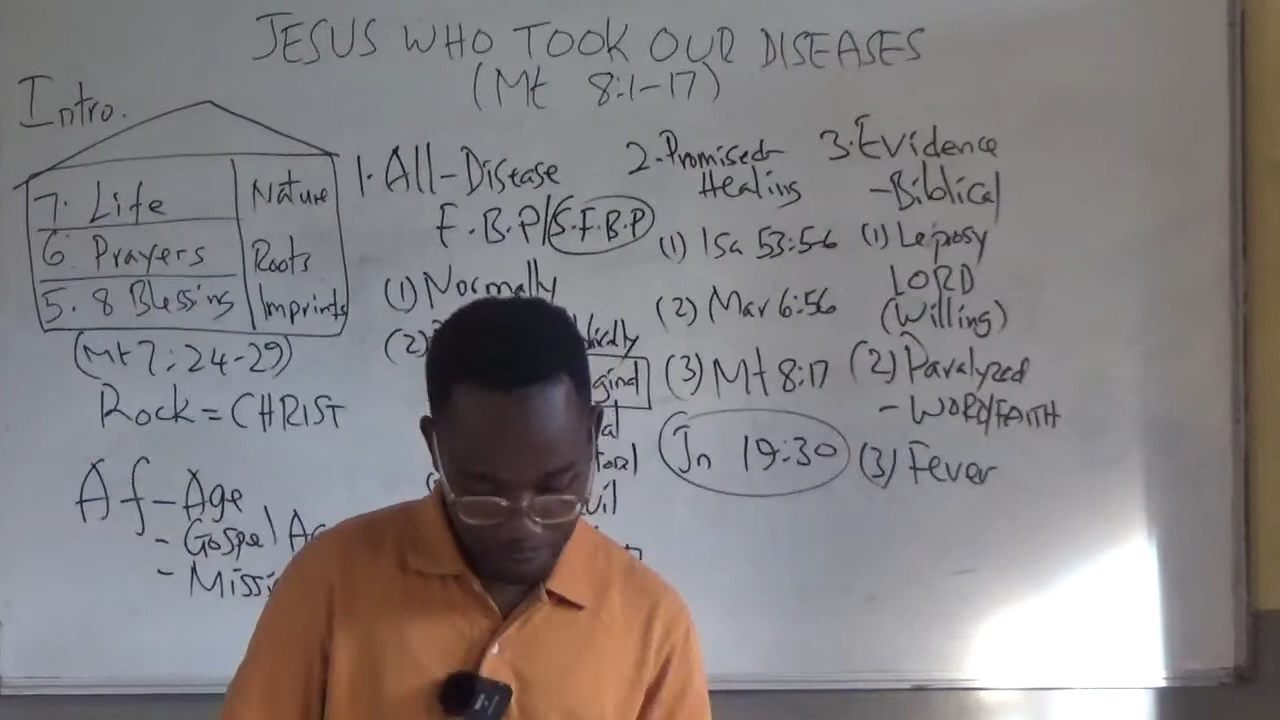 JESUS WHO TOOK OUR DISEASES
(Mt 8:1-17)
Intro.
7. Life
Nature
6. Prayers
Roots
5. 8 Blessing
Imprints
(Mt 7:24-29)
Rock = CHRIST
Af-Age
- Gospel
-
1. All-Disease
F.B.P/S.F.B.P
(1) Normally
(2)
2. Promised
Healing
(1) Isa 53:5-6
(2) Mar 6:56
(3) Mt 8:17
Jn 19:30
3. Evidence
- Biblical
(1) Leprosy
LORD
(Willing)
(2) Paralyzed
- WORD/FAITH
(3) Fever